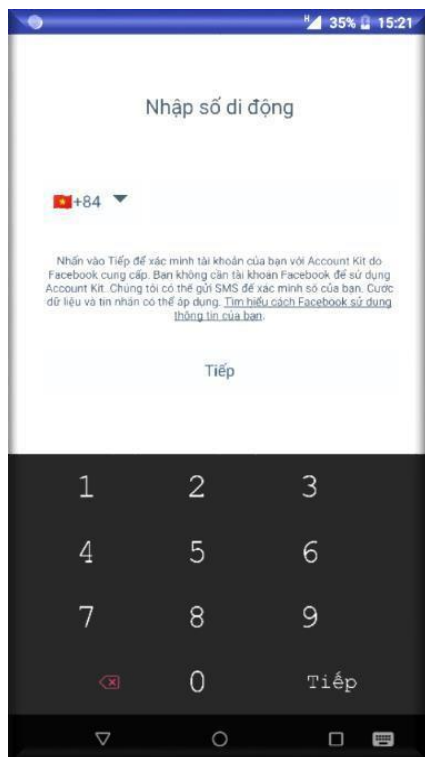 H 35% 15:21
Nhập số di động
+84
Nhấn vào Tiếp để xác minh tài khoản của bạn với Account Kit do
Facebook cung cấp. Bạn không cần tài khoản Facebook để sử dụng
Account Kit. Chúng tôi có thể gửi SMS để xác minh số của bạn. Cước
dữ liệu và tin nhắn có thể áp dụng. Tìm hiểu cách Facebook sử dụng
thông tin của bạn.
Tiếp
1 2 3
4 5 6
7 8 9
0 Tiếp